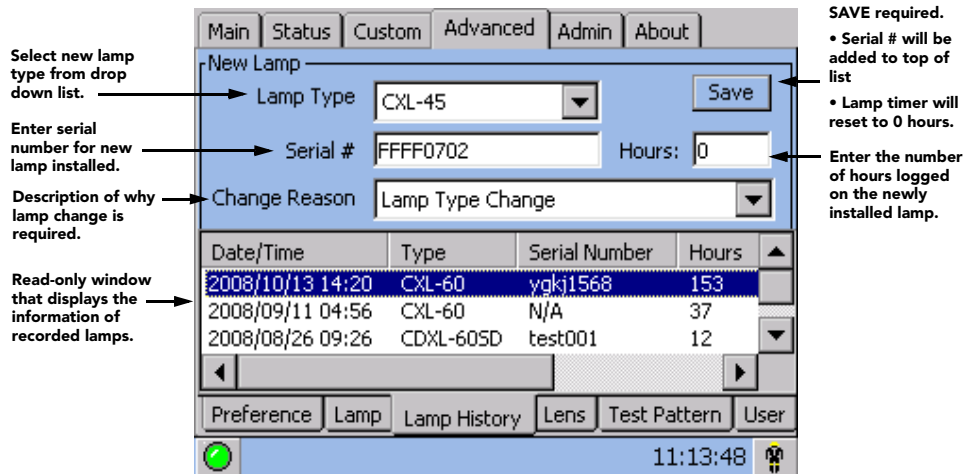 Main Status Custom Advanced Admin About
New Lamp
Lamp Type CXL-45 Save
Serial # FFFF0702 Hours: 0
Change Reason Lamp Type Change
Date/Time Type Serial Number Hours
2008/10/13 14:20 CXL-60 ygkj1568 153
2008/09/11 04:56 CXL-60 N/A 37
2008/08/26 09:26 CDXL-60SD test001 12
Preference Lamp Lamp History Lens Test Pattern User
11:13:48
Select new lamp
type from drop
down list.
Enter serial
number for new
lamp installed.
Description of why
lamp change is
required.
Read-only window
that displays the
information of
recorded lamps.
SAVE required.
• Serial # will be
added to top of
list
• Lamp timer will
reset to 0 hours.
Enter the number
of hours logged
on the newly
installed lamp.